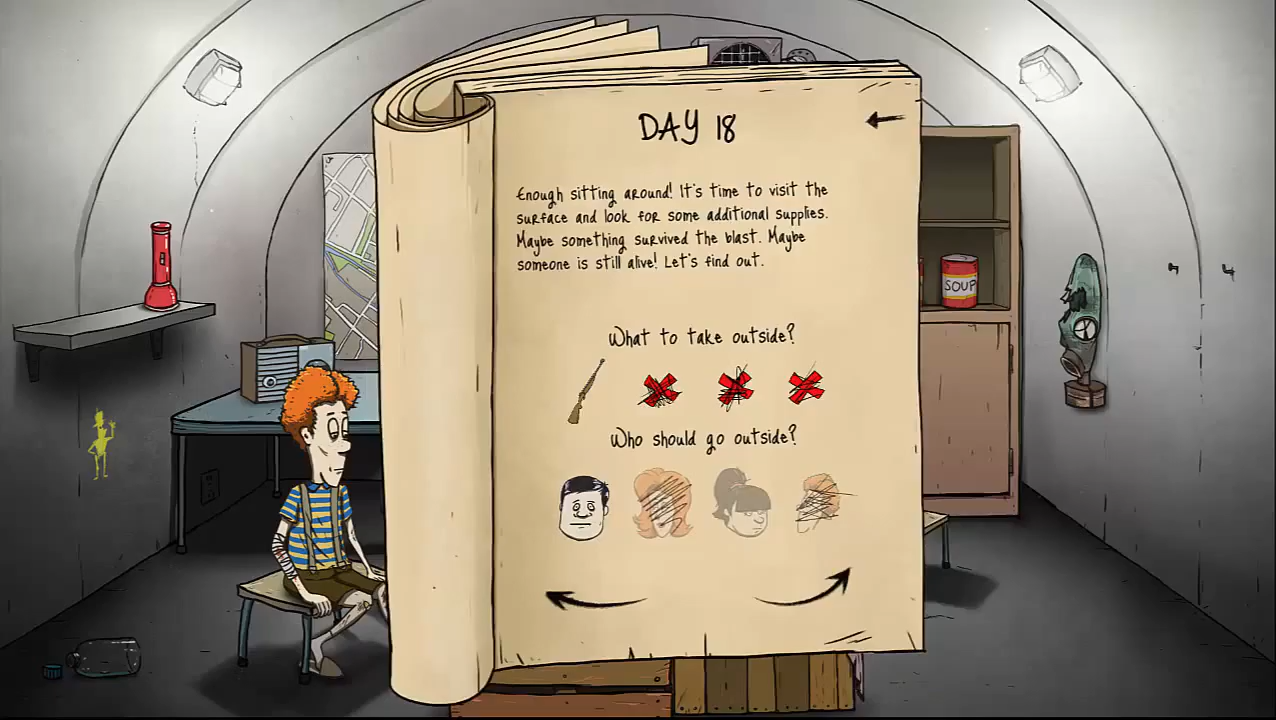 DAY 18
Enough sitting around! It's time to visit the
surface and look for some additional supplies.
Maybe something survived the blast. Maybe
someone is still alive! Let's find out.
What to take outside?
SOUP
Who should go outside?